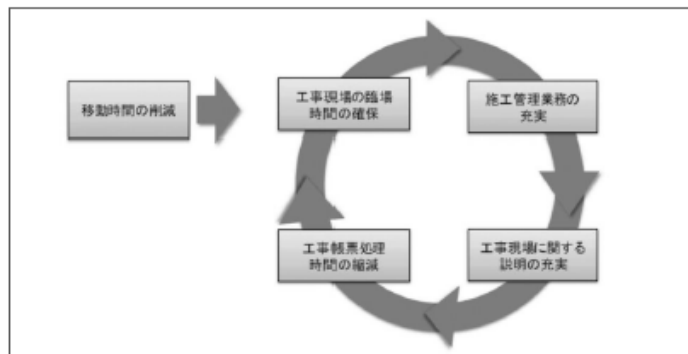 移動時間の削減
工事現場の臨場
時間の確保
施工管理業務の
充実
工事現場に関する
説明の充実
工事帳票処理
時間の縮減